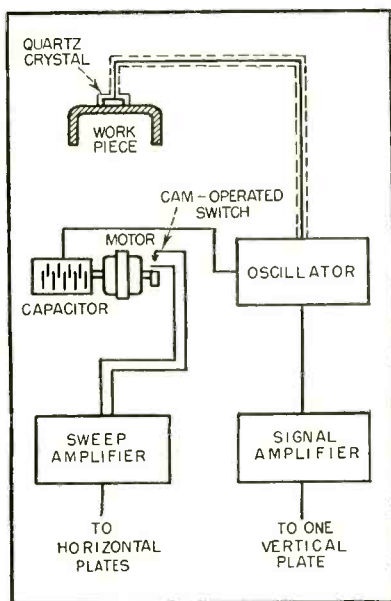 QUARTZ
CRYSTAL
WORK
PIECE
CAM-OPERATED
SWITCH
MOTOR
OSCILLATOR
CAPACITOR
SWEEP
AMPLIFIER
SIGNAL
AMPLIFIER
TO
HORIZONTAL
PLATES
TO ONE
VERTICAL
PLATE